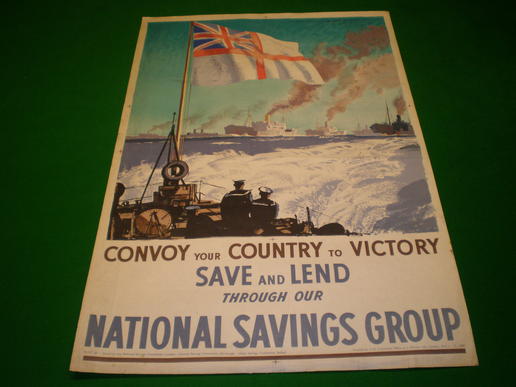 CONVOY YOUR COUNTRY TO VICTORY
SAVE AND LEND
THROUGH OUR
NATIONAL SAVINGS GROUP